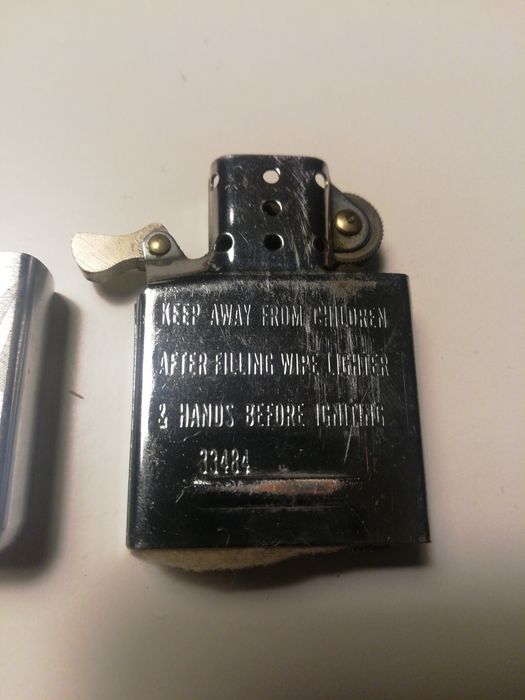 KEEP AWAY FROM CHILDREN
AFTER FILLING WIPE LIGHTER
& HANDS BEFORE IGNITING
33484